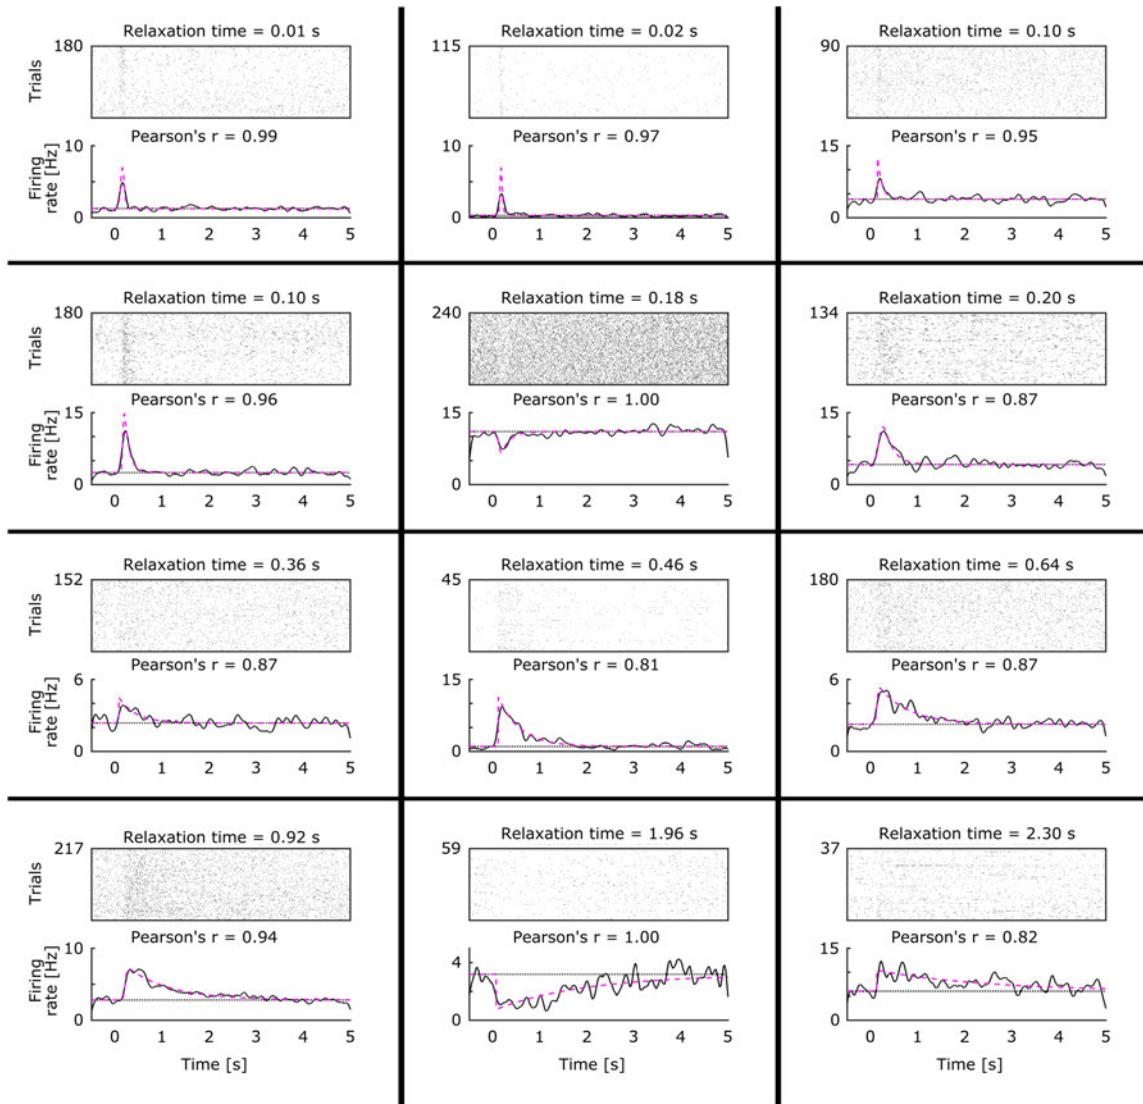 Relaxation time = 0.01 s
180
Trials
Pearson's r = 0.99
10
Firing
rate [Hz]
0
0 1 2 3 4 5
Relaxation time = 0.02 s
115
Pearson's r = 0.97
10
0
0 1 2 3 4 5
Relaxation time = 0.10 s
90
Pearson's r = 0.95
15
0
0 1 2 3 4 5
Relaxation time = 0.10 s
180
Trials
Pearson's r = 0.96
15
Firing
rate [Hz]
0
0 1 2 3 4 5
Relaxation time = 0.18 s
240
Pearson's r = 1.00
15
0
0 1 2 3 4 5
Relaxation time = 0.20 s
134
Pearson's r = 0.87
15
0
0 1 2 3 4 5
Relaxation time = 0.36 s
152
Trials
Pearson's r = 0.87
6
Firing
rate [Hz]
0
0 1 2 3 4 5
Relaxation time = 0.46 s
45
Pearson's r = 0.81
15
0
0 1 2 3 4 5
Relaxation time = 0.64 s
180
Pearson's r = 0.87
6
0
0 1 2 3 4 5
Relaxation time = 0.92 s
217
Trials
Pearson's r = 0.94
10
Firing
rate [Hz]
0
0 1 2 3 4 5
Time [s]
Relaxation time = 1.96 s
59
Pearson's r = 1.00
4
0
0 1 2 3 4 5
Time [s]
Relaxation time = 2.30 s
37
Pearson's r = 0.82
15
0
0 1 2 3 4 5
Time [s]